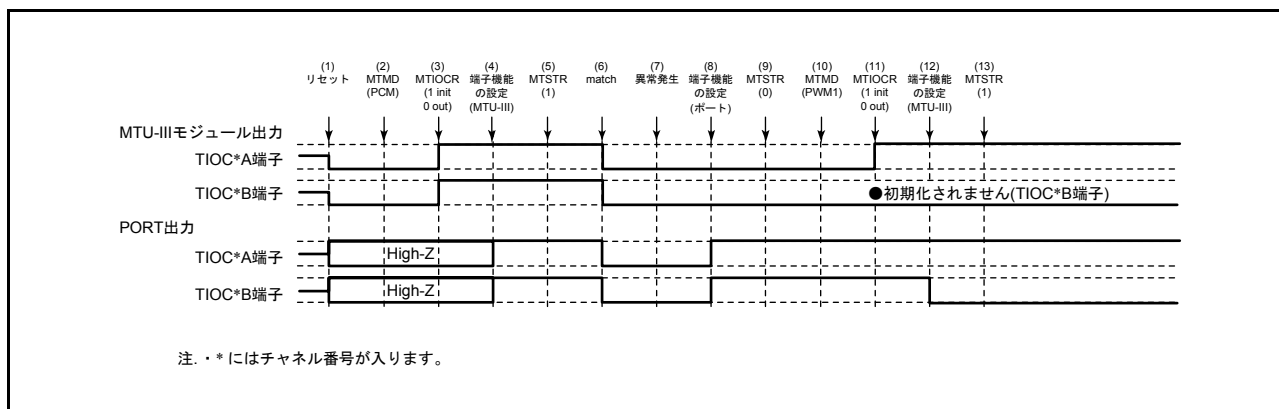 (1) (2) (3) (4) (5) (6) (7) (8) (9) (10) (11) (12) (13)
リセット MTMD MTIOCR 端子機能 MTSTR match 異常発生 端子機能 MTSTR MTMD MTIOCR 端子機能 MTSTR
(PCM) (1 init の設定 (1) の設定 (0) (PWM1) (1 init の設定 (1)
0 out) (MTU-III) (ポート) 0 out) (MTU-III)
MTU-IIIモジュール出力
TIOC*A端子
TIOC*B端子
●初期化されません(TIOC*B端子)
PORT出力
TIOC*A端子
High-Z
TIOC*B端子
High-Z
注. ・* にはチャネル番号が入ります。